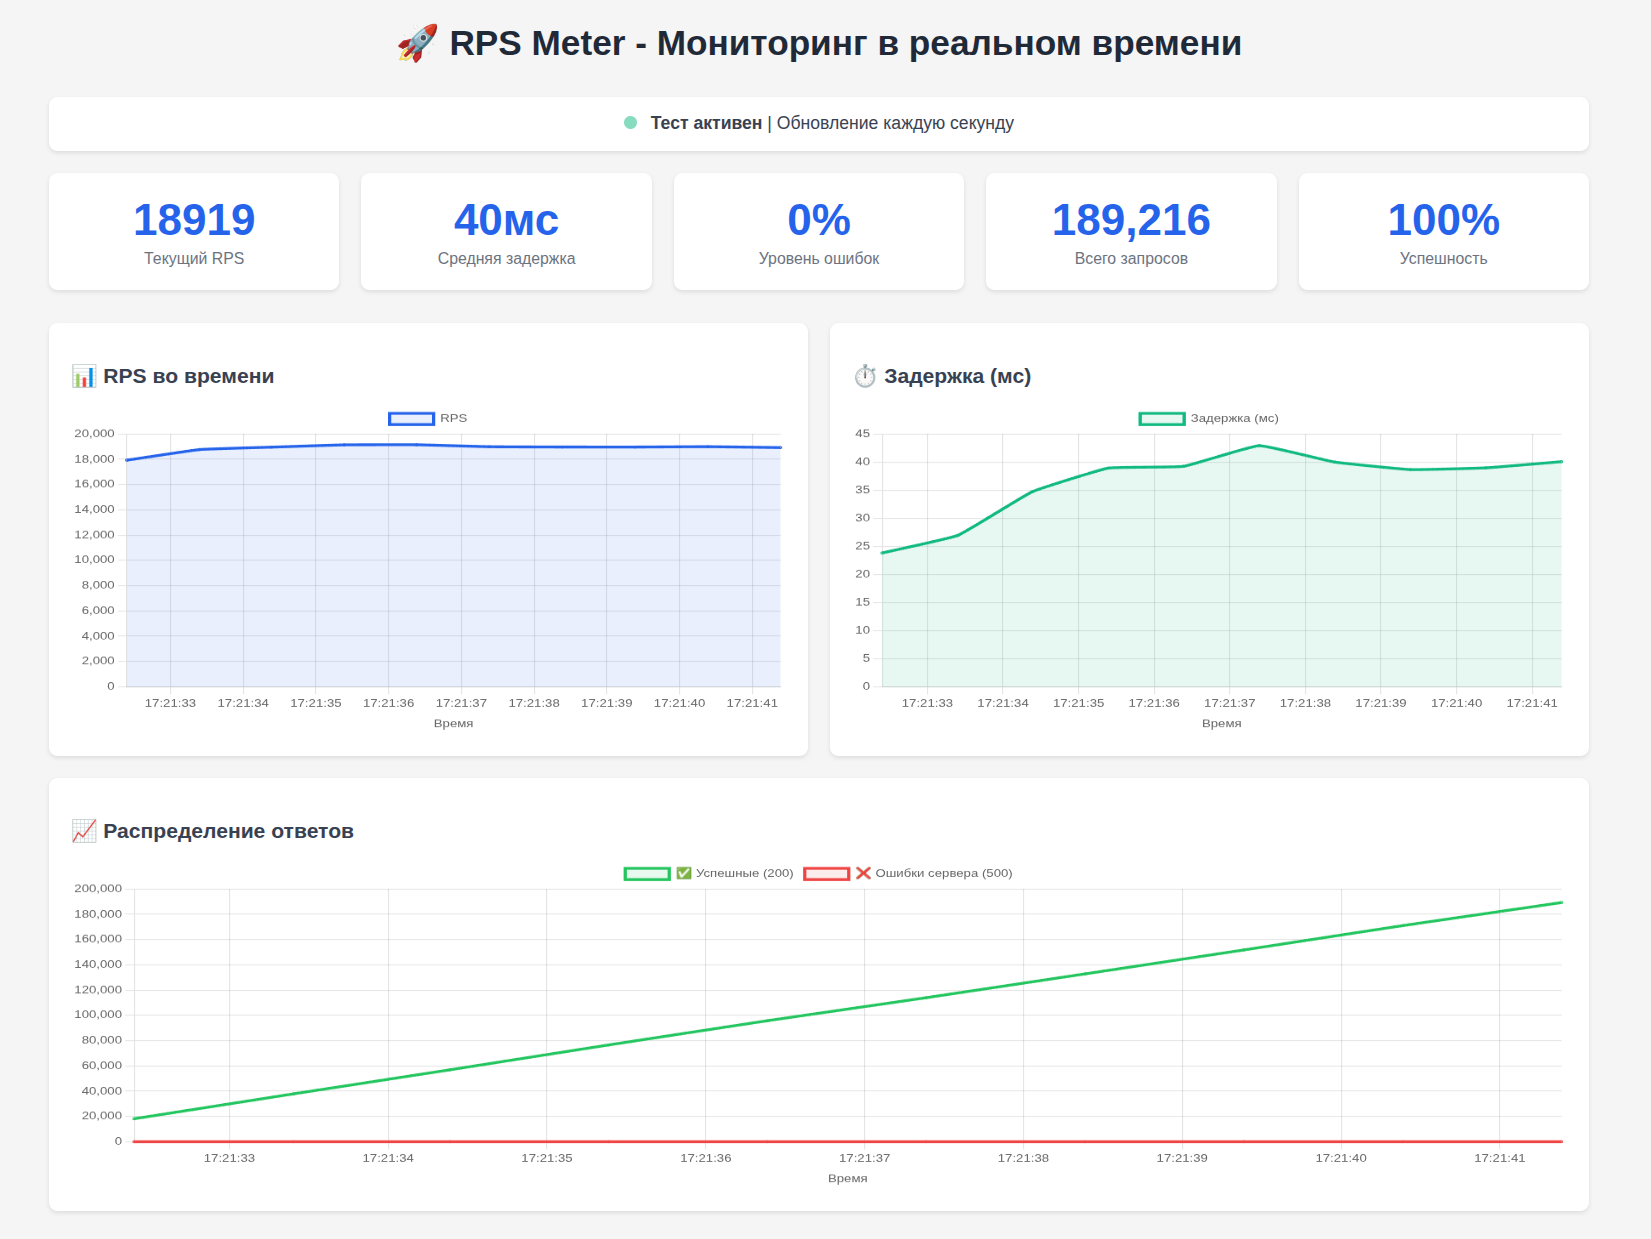 🚀 RPS Meter - Мониторинг в реальном времени
Тест активен | Обновление каждую секунду
18919
Текущий RPS
40мс
Средняя задержка
0%
Уровень ошибок
189,216
Всего запросов
100%
Успешность
📊 RPS во времени
RPS
20,000
18,000
16,000
14,000
12,000
10,000
8,000
6,000
4,000
2,000
0
17:21:33 17:21:34 17:21:35 17:21:36 17:21:37 17:21:38 17:21:39 17:21:40 17:21:41
Время
⏱️ Задержка (мс)
Задержка (мс)
45
40
35
30
25
20
15
10
5
0
17:21:33 17:21:34 17:21:35 17:21:36 17:21:37 17:21:38 17:21:39 17:21:40 17:21:41
Время
📈 Распределение ответов
✅ Успешные (200) ❌ Ошибки сервера (500)
200,000
180,000
160,000
140,000
120,000
100,000
80,000
60,000
40,000
20,000
0
17:21:33 17:21:34 17:21:35 17:21:36 17:21:37 17:21:38 17:21:39 17:21:40 17:21:41
Время